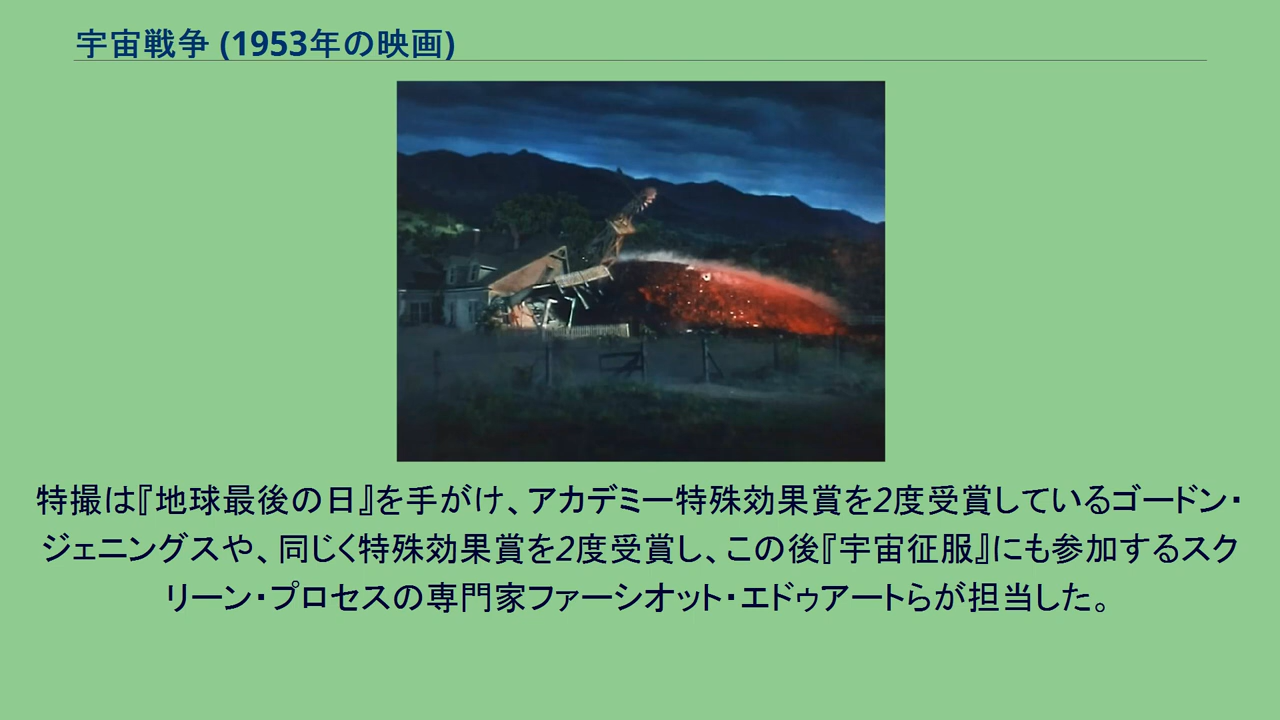 宇宙戦争 (1953年の映画)
特撮は『地球最後の日』を手がけ、アカデミー特殊効果賞を2度受賞しているゴードン・
ジェニングスや、同じく特殊効果賞を2度受賞し、この後『宇宙征服』にも参加するスク
リーン・プロセスの専門家ファーシオット・エドゥアートらが担当した。